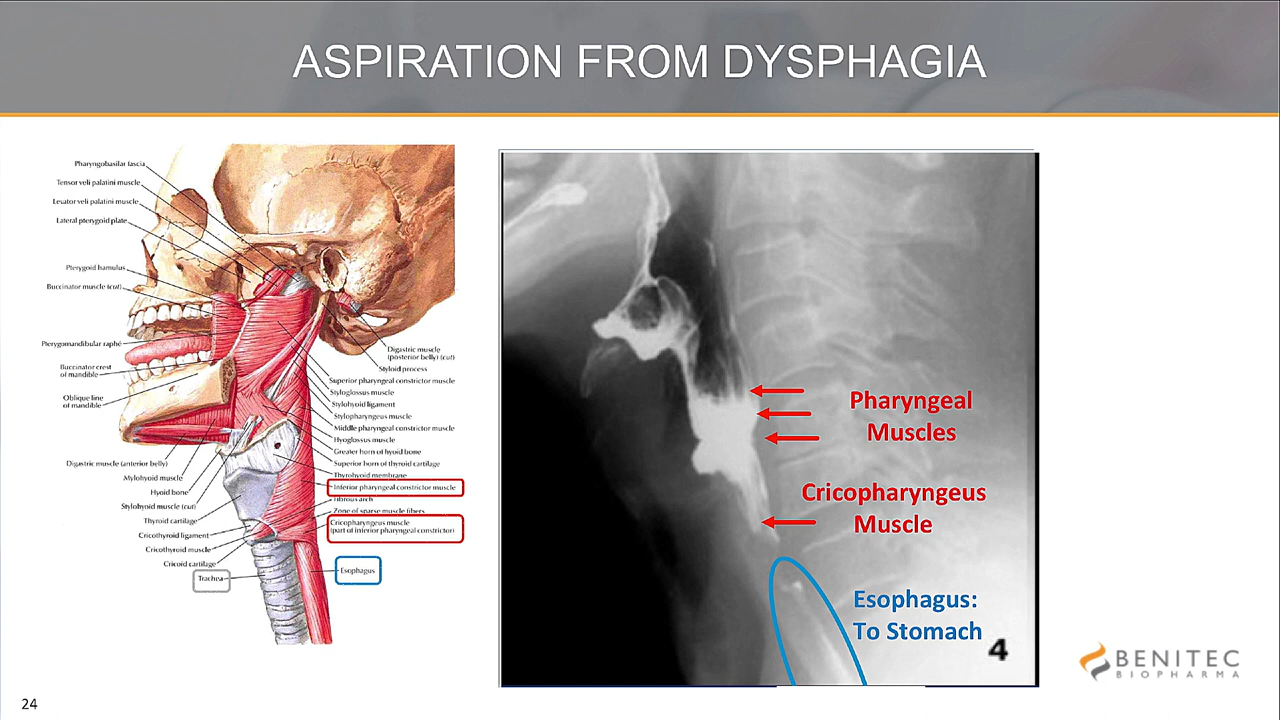 ASPIRATION FROM DYSPHAGIA
Pharyngobasilar fascia
Tensor veli palatini muscle
Levator veli palatini muscle
Lateral pterygoid plate
Pterygoid hamulus
Buccinator muscle (cut)
Pterygomandibular raphé
Buccinator crest
of mandible
Oblique line
of mandible
Digastric muscle (anterior belly)
Mylohyoid muscle
Hyoid bone
Stylohyoid muscle (cut)
Thyroid cartilage
Cricothyroid ligament
Cricothyroid muscle
Cricoid cartilage
Trachea
Digastric muscle
(posterior belly) (cut)
Styloid process
Superior pharyngeal constrictor muscle
Styloglossus muscle
Stylohyoid ligament
Stylopharyngeus muscle
Middle pharyngeal constrictor muscle
Hyoglossus muscle
Greater horn of hyoid bone
Superior horn of thyroid cartilage
Thyrohyoid membrane
Inferior pharyngeal constrictor muscle
Fibrous arch
Zone of sparse muscle fibers
Cricopharyngeus muscle
(part of inferior pharyngeal constrictor)
Esophagus
Pharyngeal
Muscles
Cricopharyngeus
Muscle
Esophagus:
To Stomach
4
BENITEC
BIOPHARMA
24